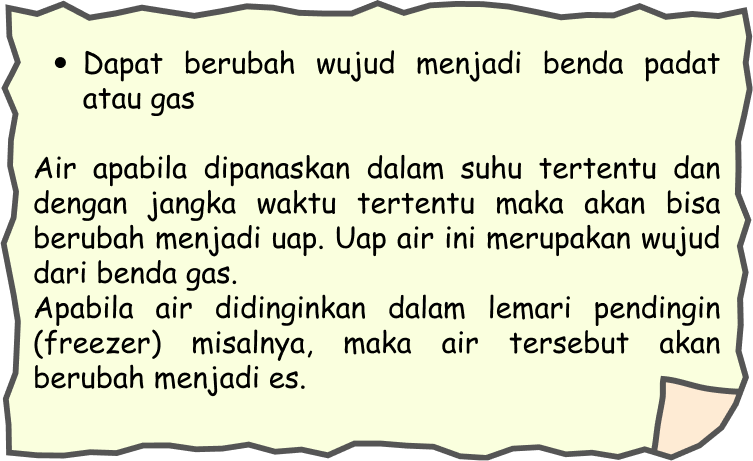 • Dapat berubah wujud menjadi benda padat
atau gas
Air apabila dipanaskan dalam suhu tertentu dan
dengan jangka waktu tertentu maka akan bisa
berubah menjadi uap. Uap air ini merupakan wujud
dari benda gas.
Apabila air didinginkan dalam lemari pendingin
(freezer) misalnya, maka air tersebut akan
berubah menjadi es.